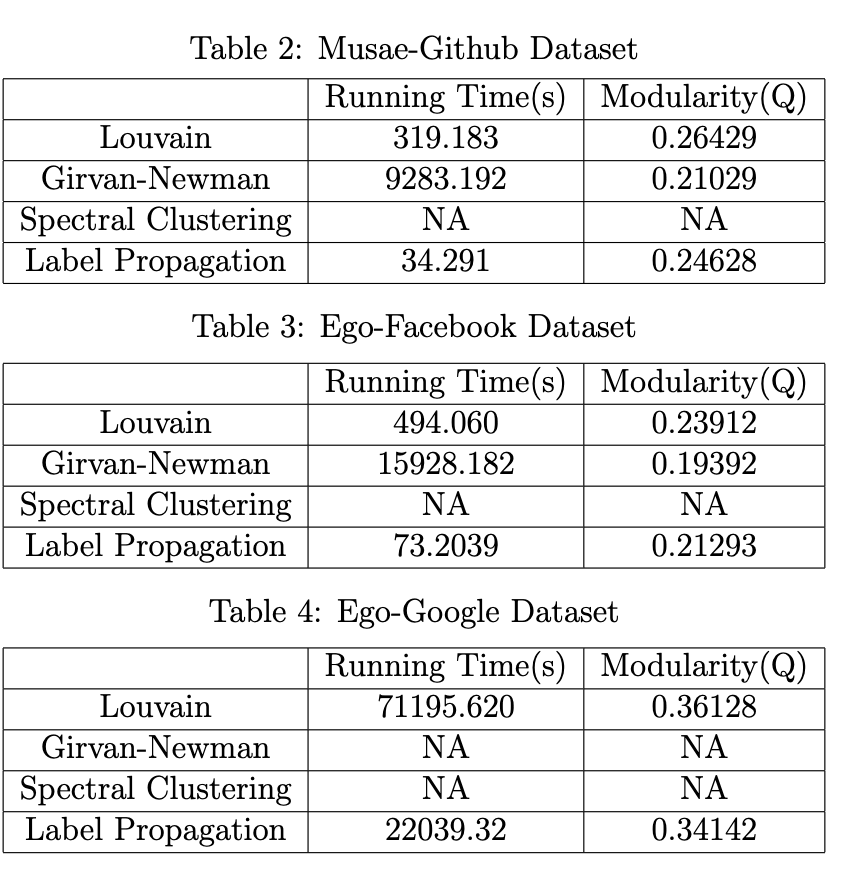 Table 2: Musae-Github Dataset
Running Time(s) Modularity(Q)
Louvain 319.183 0.26429
Girvan-Newman 9283.192 0.21029
Spectral Clustering NA NA
Label Propagation 34.291 0.24628
Table 3: Ego-Facebook Dataset
Running Time(s) Modularity(Q)
Louvain 494.060 0.23912
Girvan-Newman 15928.182 0.19392
Spectral Clustering NA NA
Label Propagation 73.2039 0.21293
Table 4: Ego-Google Dataset
Running Time(s) Modularity(Q)
Louvain 71195.620 0.36128
Girvan-Newman NA NA
Spectral Clustering NA NA
Label Propagation 22039.32 0.34142